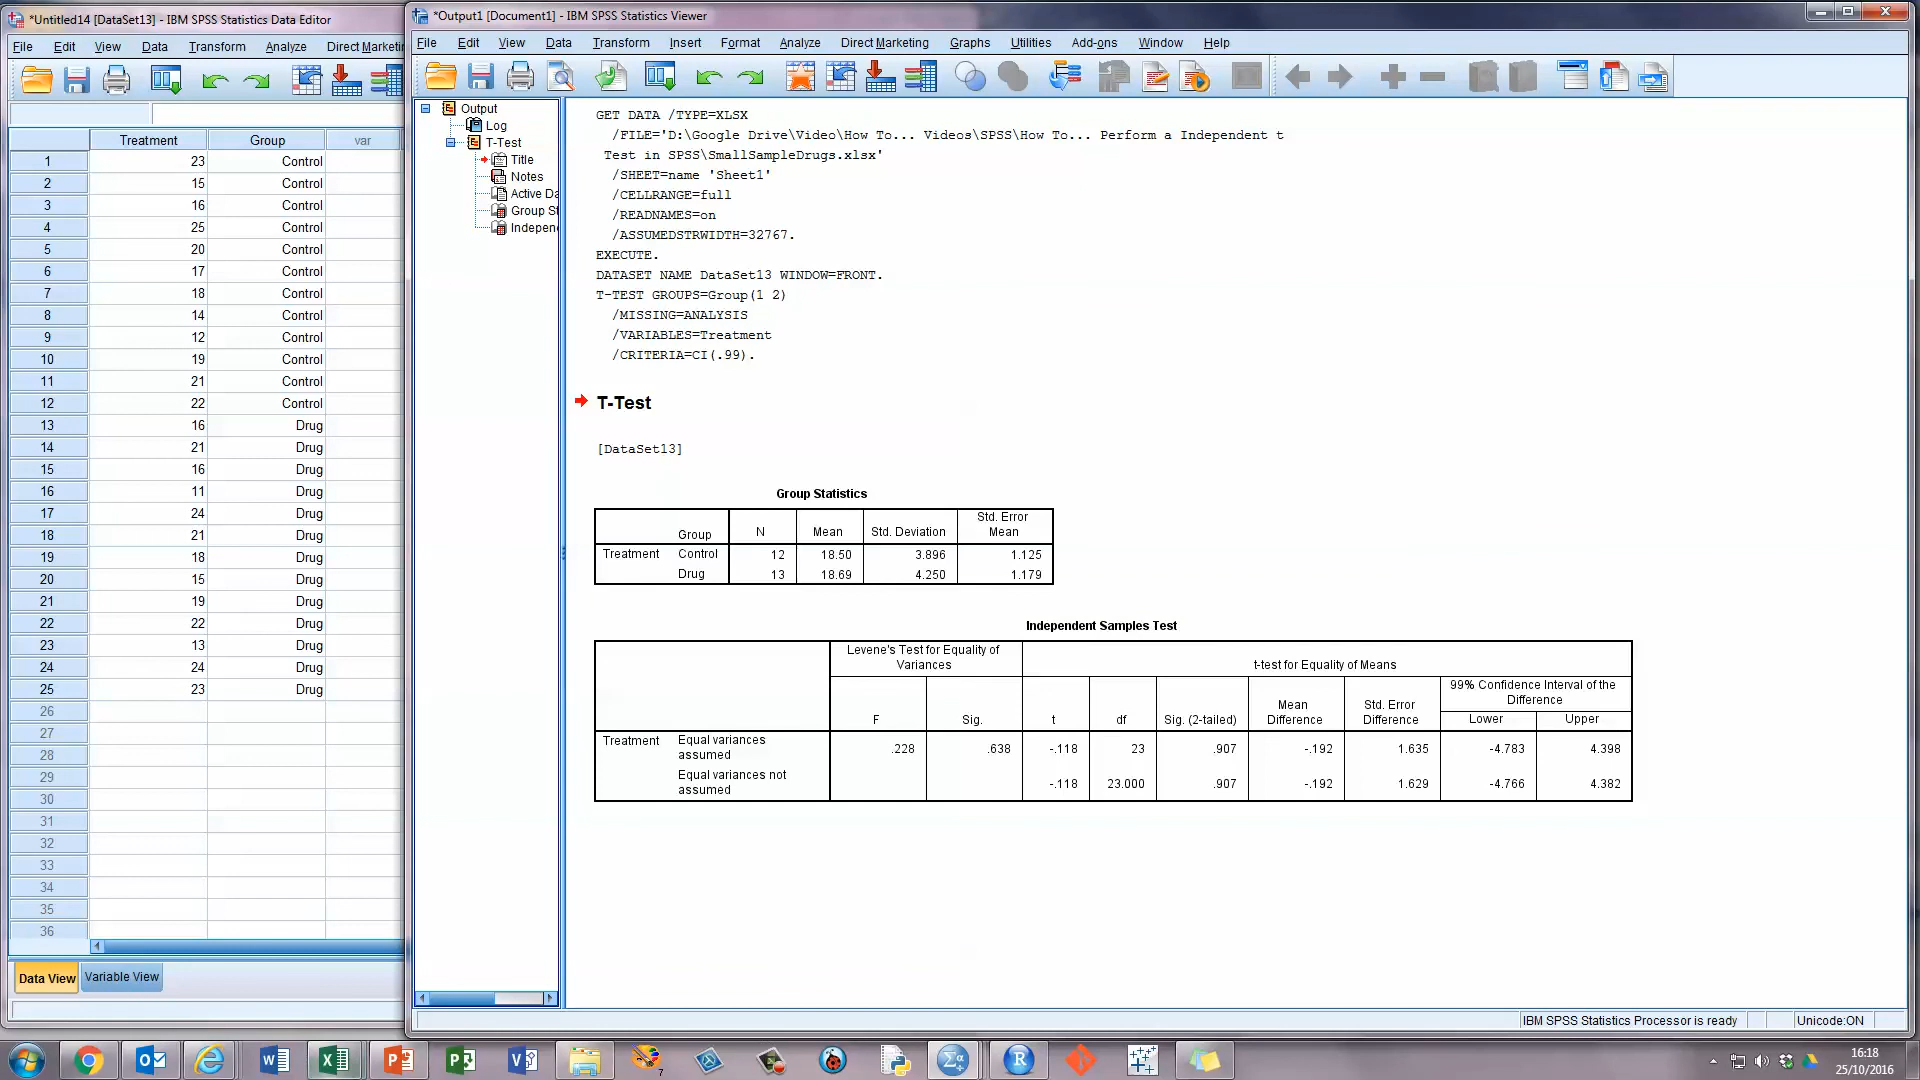 *Untitled14 [DataSet13] - IBM SPSS Statistics Data Editor
File Edit View Data Transform Analyze Direct Marketin
Treatment Group var
1 23 Control
2 15 Control
3 16 Control
4 25 Control
5 20 Control
6 17 Control
7 18 Control
8 14 Control
9 12 Control
10 19 Control
11 21 Control
12 22 Control
13 16 Drug
14 21 Drug
15 16 Drug
16 11 Drug
17 24 Drug
18 21 Drug
19 18 Drug
20 15 Drug
21 19 Drug
22 22 Drug
23 13 Drug
24 24 Drug
25 23 Drug
26
27
28
29
30
31
32
33
34
35
36
Data View Variable View
*Output1 [Document1] - IBM SPSS Statistics Viewer
File Edit View Data Transform Insert Format Analyze Direct Marketing Graphs Utilities Add-ons Window Help
Output
Log
T-Test
Title
Notes
Active Da
Group St
Indepen
GET DATA /TYPE=XLSX
/FILE='D:\Google Drive\Video\How To... Videos\SPSS\How To... Perform a Independent t
Test in SPSS\SmallSampleDrugs.xlsx'
/SHEET=name 'Sheet1'
/CELLRANGE=full
/READNAMES=on
/ASSUMEDSTRWIDTH=32767.
EXECUTE.
DATASET NAME DataSet13 WINDOW=FRONT.
T-TEST GROUPS=Group(1 2)
/MISSING=ANALYSIS
/VARIABLES=Treatment
/CRITERIA=CI(.99).
T-Test
[DataSet13]
Group Statistics
Group N Mean Std. Deviation Std. Error Mean
Treatment Control 12 18.50 3.896 1.125
Drug 13 18.69 4.250 1.179
Independent Samples Test
Levene's Test for Equality of Variances t-test for Equality of Means
99% Confidence Interval of the Difference
F Sig. t df Sig. (2-tailed) Mean Difference Std. Error Difference Lower Upper
Treatment Equal variances assumed .228 .638 -.118 23 .907 -.192 1.635 -4.783 4.398
Equal variances not assumed -.118 23.000 .907 -.192 1.629 -4.766 4.382
IBM SPSS Statistics Processor is ready Unicode:ON
16:18
25/10/2016